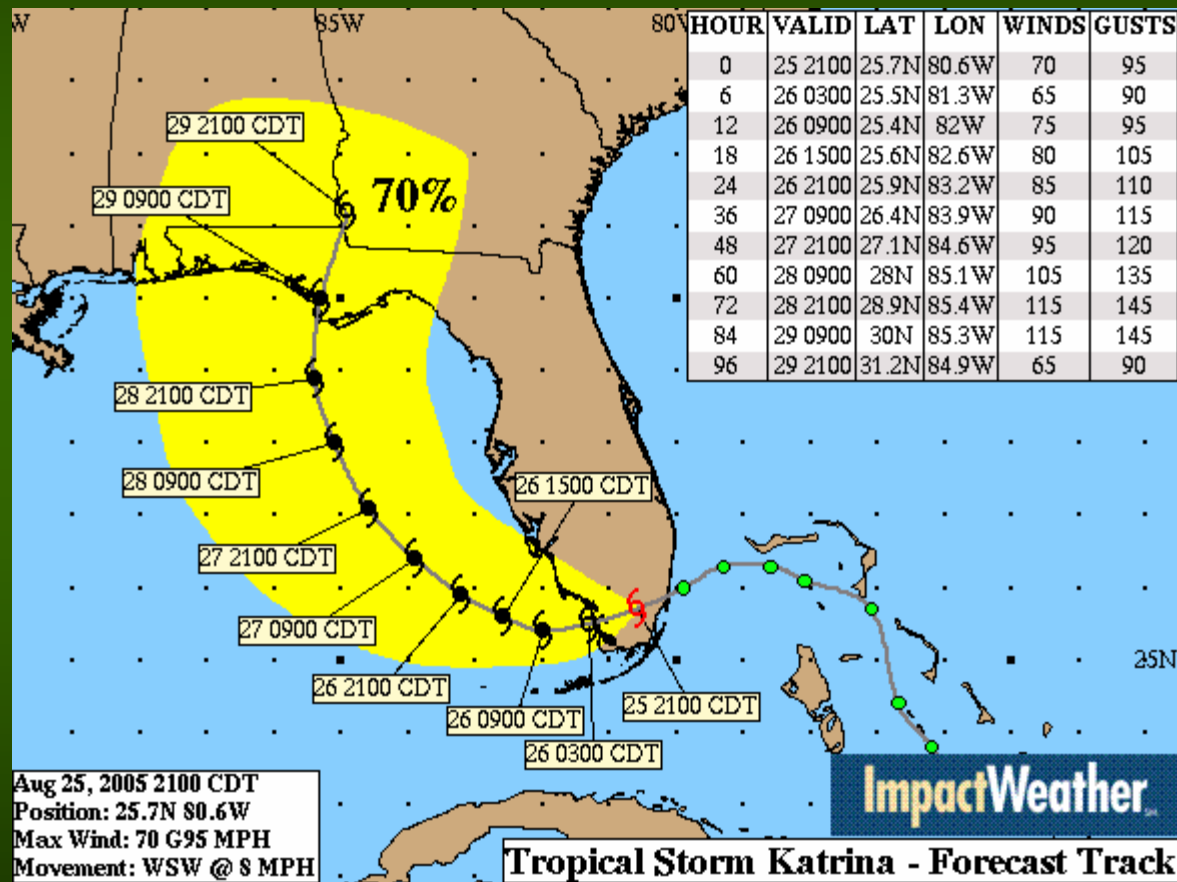 W
85W
80W
HOUR VALID LAT LON WINDS GUSTS
0 25 2100 25.7N 80.6W 70 95
6 26 0300 25.5N 81.3W 65 90
12 26 0900 25.4N 82W 75 95
18 26 1500 25.6N 82.6W 80 105
24 26 2100 25.9N 83.2W 85 110
36 27 0900 26.4N 83.9W 90 115
48 27 2100 27.1N 84.6W 95 120
60 28 0900 28N 85.1W 105 135
72 28 2100 28.9N 85.4W 115 145
84 29 0900 30N 85.3W 115 145
96 29 2100 31.2N 84.9W 65 90
29 2100 CDT
70%
29 0900 CDT
28 2100 CDT
28 0900 CDT
26 1500 CDT
27 2100 CDT
27 0900 CDT
25N
26 2100 CDT
25 2100 CDT
26 0900 CDT
26 0300 CDT
Aug 25, 2005 2100 CDT
Position: 25.7N 80.6W
Max Wind: 70 G95 MPH
Movement: WSW @ 8 MPH
ImpactWeather
Tropical Storm Katrina - Forecast Track